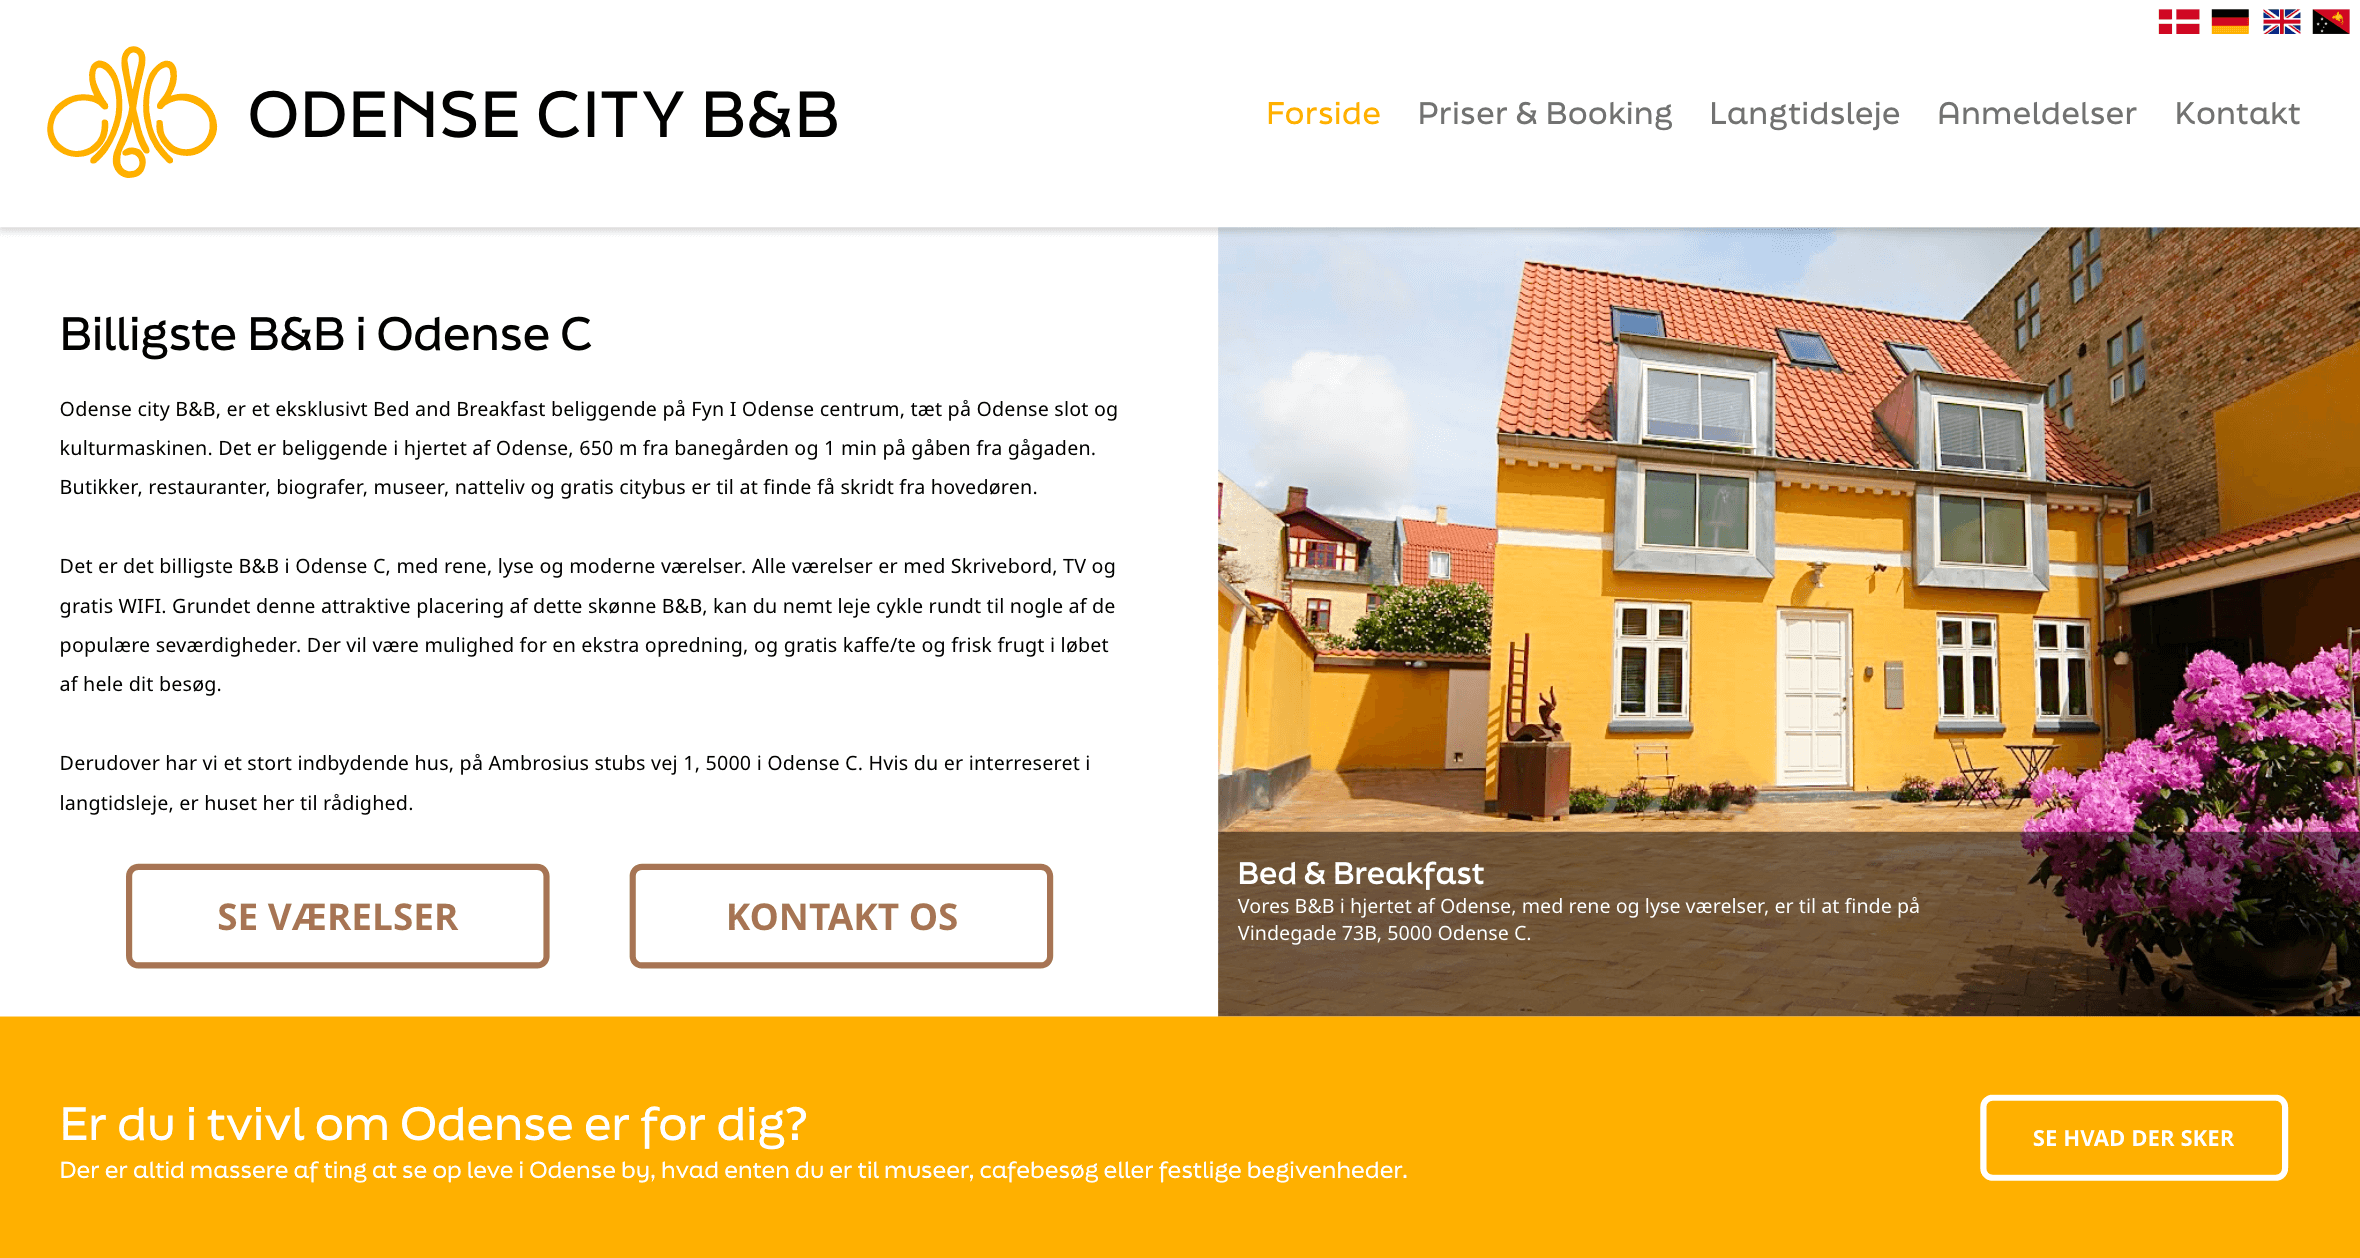 ODENSE CITY B&B
Forside Priser & Booking Langtidsleje Anmeldelser Kontakt
Billigste B&B i Odense C
Odense city B&B, er et eksklusivt Bed and Breakfast beliggende på Fyn I Odense centrum, tæt på Odense slot og
kulturmaskinen. Det er beliggende i hjertet af Odense, 650 m fra banegården og 1 min på gåben fra gågaden.
Butikker, restauranter, biografer, museer, natteliv og gratis citybus er til at finde få skridt fra hovedøren.
Det er det billigste B&B i Odense C, med rene, lyse og moderne værelser. Alle værelser er med Skrivebord, TV og
gratis WIFI. Grundet denne attraktive placering af dette skønne B&B, kan du nemt leje cykle rundt til nogle af de
populære seværdigheder. Der vil være mulighed for en ekstra opredning, og gratis kaffe/te og frisk frugt i løbet
af hele dit besøg.
Derudover har vi et stort indbydende hus, på Ambrosius stubs vej 1, 5000 i Odense C. Hvis du er interreseret i
langtidsleje, er huset her til rådighed.
SE VÆRELSER
KONTAKT OS
Bed & Breakfast
Vores B&B i hjertet af Odense, med rene og lyse værelser, er til at finde på
Vindegade 73B, 5000 Odense C.
Er du i tvivl om Odense er for dig?
Der er altid massere af ting at se op leve i Odense by, hvad enten du er til museer, cafebesøg eller festlige begivenheder.
SE HVAD DER SKER